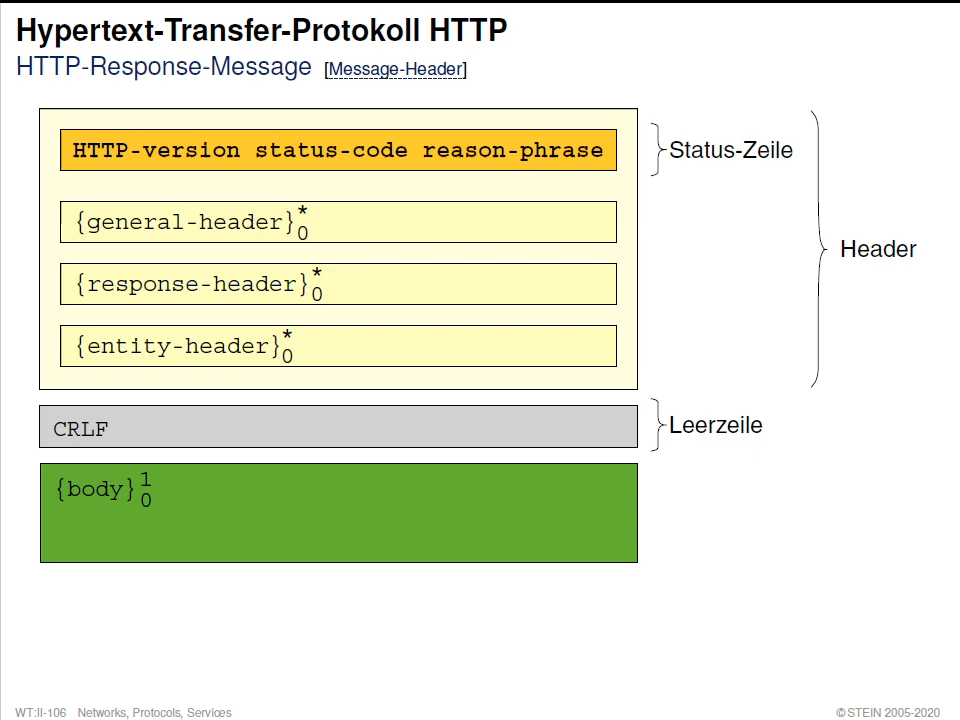 Hypertext-Transfer-Protokoll HTTP
HTTP-Response-Message [Message-Header]
HTTP-version status-code reason-phrase
Status-Zeile
{general-header}*0
{response-header}*0
{entity-header}*0
Header
CRLF
Leerzeile
{body}10
WT:II-106 Networks, Protocols, Services
©STEIN 2005-2020